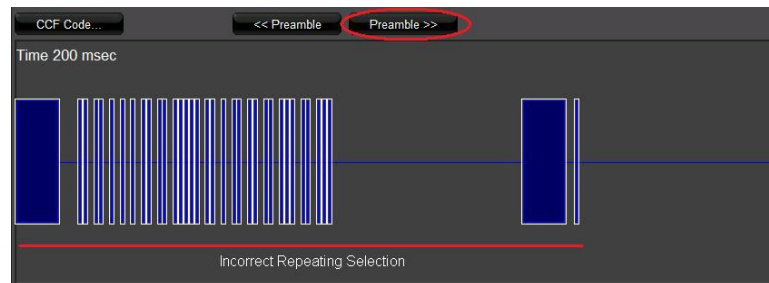 CCF Code... << Preamble Preamble >>
Time 200 msec
Incorrect Repeating Selection